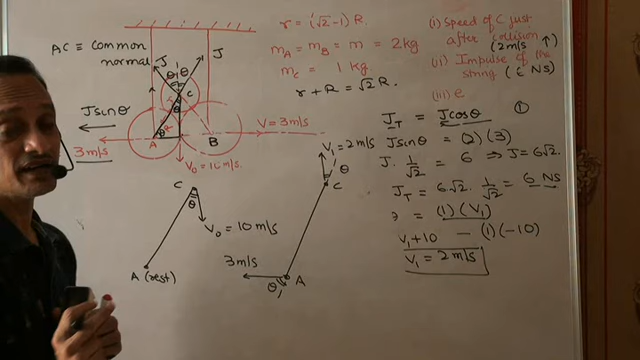 AC ≡ Common normal
J
J
θ
θ
C
θ
θ
A
B
J sinθ
3 m/s
V = 3 m/s
V₀ = 10 m/s.
r = (√2-1) R.
m_A = m_B = m = 2 kg
m_C = 1 kg
r + R = √2 R.
(i) Speed of C just after collision (2 m/s ↑)
(ii) Impulse of the string (6 NS)
(iii) e
J_T = J cosθ ①
J sinθ = (2) (3)
J. 1/√2 = 6 ⇒ J = 6√2.
J_T = 6√2. 1/√2 = 6 NS
= (1) (V₁)
V₁+10 — (1) (-10)
V₁ = 2 m/s
C
θ
V₀ = 10 m/s
A (rest)
V₁ = 2 m/s
θ
C
3 m/s
θ
A